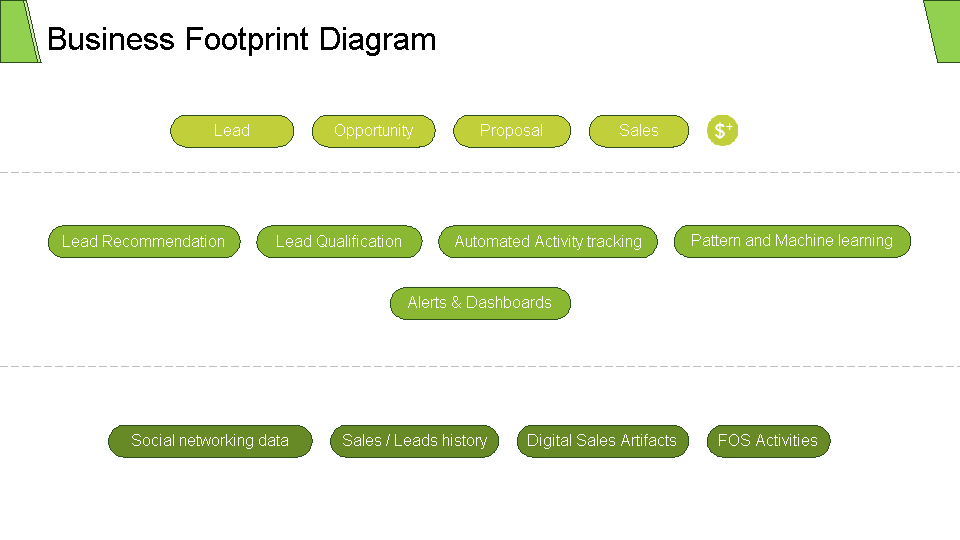 Business Footprint Diagram
Lead
Opportunity
Proposal
Sales
$+
Lead Recommendation
Lead Qualification
Automated Activity tracking
Pattern and Machine learning
Alerts & Dashboards
Social networking data
Sales / Leads history
Digital Sales Artifacts
FOS Activities